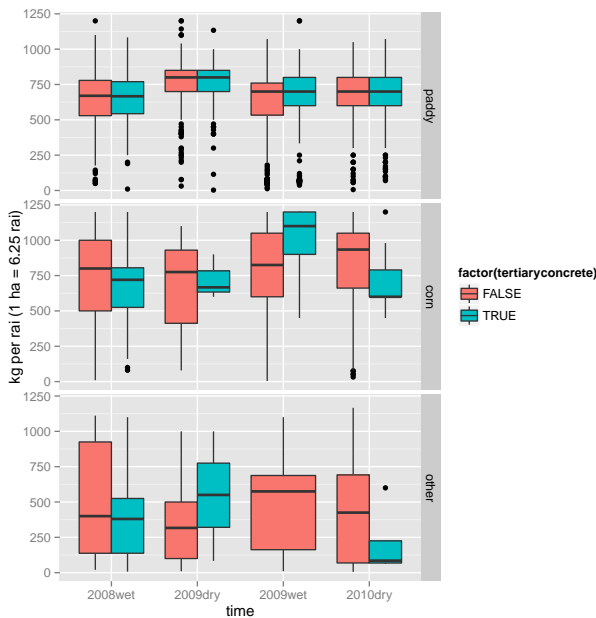 kg per rai (1 ha = 6.25 rai)
1250
1000
750
500
250
0
paddy
1250
1000
750
500
250
0
corn
1250
1000
750
500
250
0
other
2008wet 2009dry 2009wet 2010dry
time
factor(tertiaryconcrete)
FALSE
TRUE